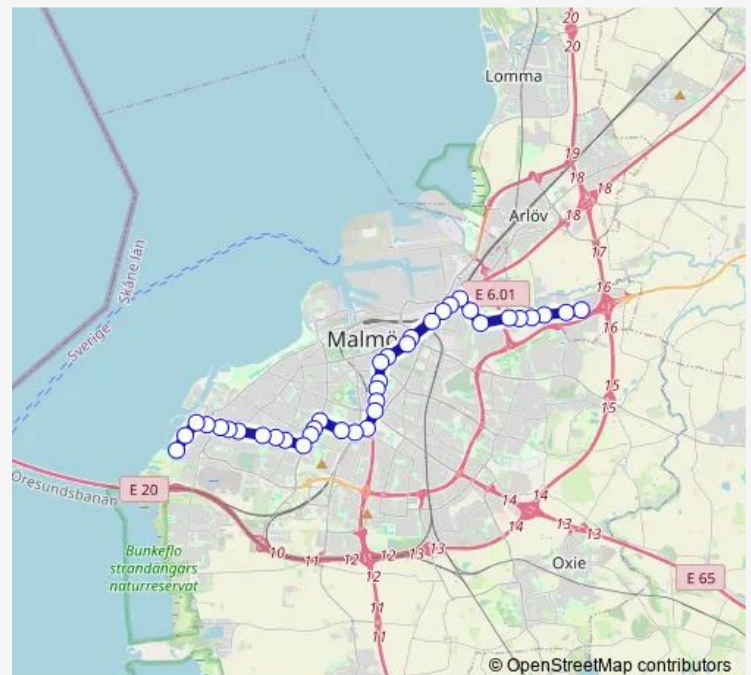 20
20
Lomma
19
18
18
Arlöv
18
17
Skåne län
Sverige
E 6.01
16
16
Malmö
15
15
Öresundsbanan
E 20
14
14
14
13
13
10
11
12
12
13
13
12
Bunkeflo
strandängars
naturreservat
Oxie
E 65
11
11
© OpenStreetMap contributors